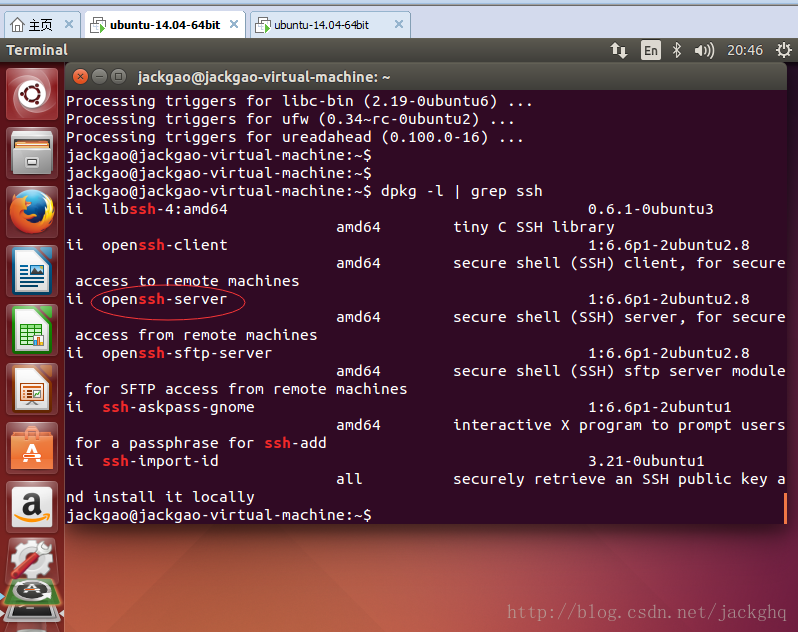 主页
ubuntu-14.04-64bit
ubuntu-14.04-64bit
Terminal
En
20:46
jackgao@jackgao-virtual-machine: ~
Processing triggers for libc-bin (2.19-0ubuntu6) ...
Processing triggers for ufw (0.34~rc-0ubuntu2) ...
Processing triggers for ureadahead (0.100.0-16) ...
jackgao@jackgao-virtual-machine:~$
jackgao@jackgao-virtual-machine:~$
jackgao@jackgao-virtual-machine:~$ dpkg -l | grep ssh
ii libssh-4:amd64 0.6.1-0ubuntu3
amd64 tiny C SSH library
ii openssh-client 1:6.6p1-2ubuntu2.8
amd64 secure shell (SSH) client, for secure
access to remote machines
ii openssh-server 1:6.6p1-2ubuntu2.8
amd64 secure shell (SSH) server, for secure
access from remote machines
ii openssh-sftp-server 1:6.6p1-2ubuntu2.8
amd64 secure shell (SSH) sftp server module
, for SFTP access from remote machines
ii ssh-askpass-gnome 1:6.6p1-2ubuntu1
amd64 interactive X program to prompt users
for a passphrase for ssh-add
ii ssh-import-id 3.21-0ubuntu1
all securely retrieve an SSH public key a
nd install it locally
jackgao@jackgao-virtual-machine:~$
http://blog.csdn.net/jackghq